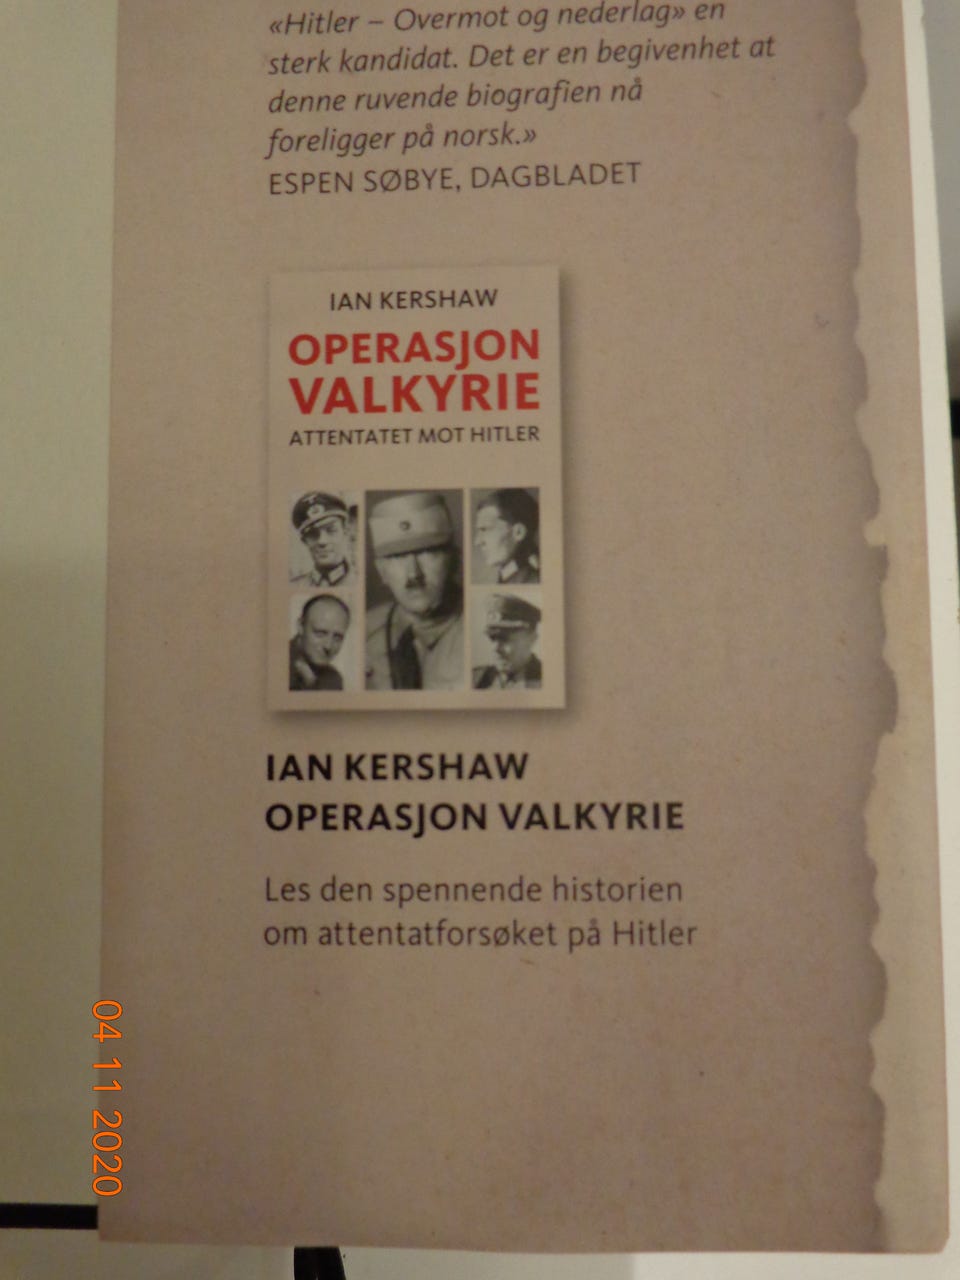 «Hitler – Overmot og nederlag» en
sterk kandidat. Det er en begivenhet at
denne ruvende biografien nå
foreligger på norsk.»
ESPEN SØBYE, DAGBLADET
IAN KERSHAW
OPERASJON
VALKYRIE
ATTENTATET MOT HITLER
IAN KERSHAW
OPERASJON VALKYRIE
Les den spennende historien
om attentatforsøket på Hitler
04 11 2020